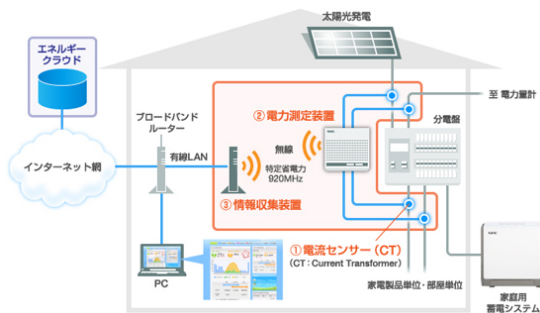 太陽光発電
エネルギー
クラウド
至 電力量計
②電力測定装置
ブロードバンド
ルーター
分電盤
無線
有線LAN
インターネット網
特定省電力
920MHz
③情報収集装置
①電流センサー（CT）
（CT：Current Transformer）
PC
家電製品単位・部屋単位
家庭用
蓄電システム